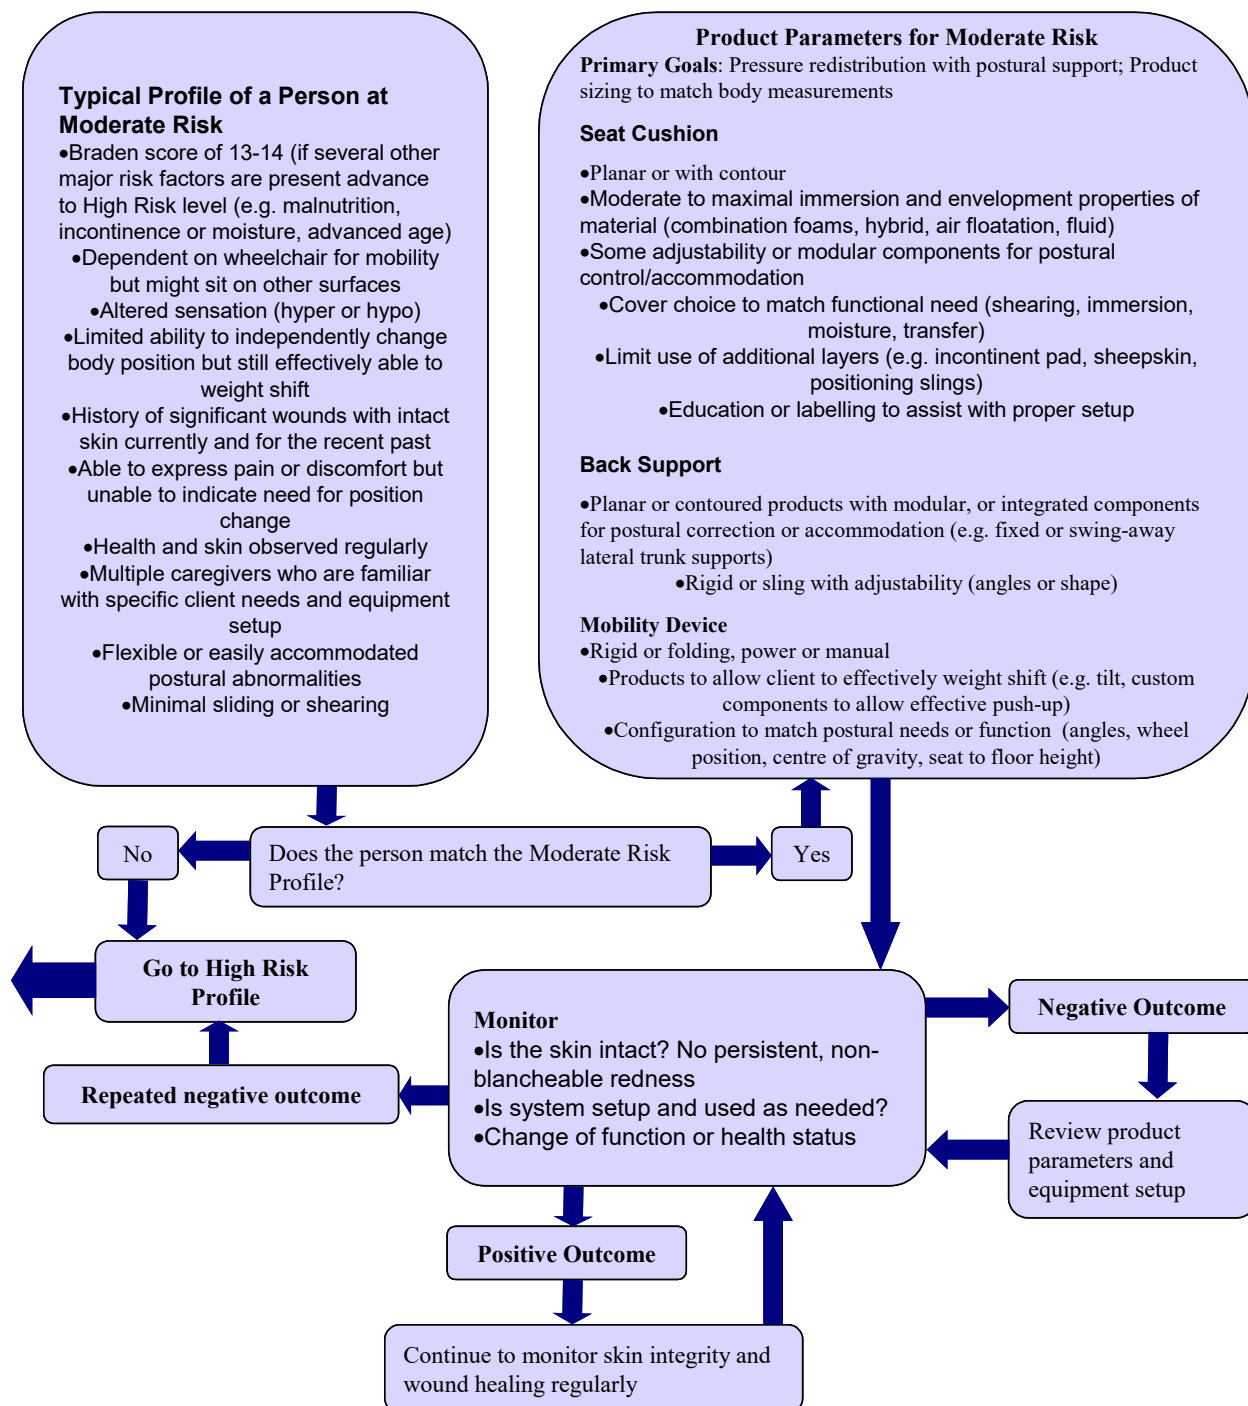 Typical Profile of a Person at
Moderate Risk
•Braden score of 13-14 (if several other
major risk factors are present advance
to High Risk level (e.g. malnutrition,
incontinence or moisture, advanced age)
•Dependent on wheelchair for mobility
but might sit on other surfaces
•Altered sensation (hyper or hypo)
•Limited ability to independently change
body position but still effectively able to
weight shift
•History of significant wounds with intact
skin currently and for the recent past
•Able to express pain or discomfort but
unable to indicate need for position
change
•Health and skin observed regularly
•Multiple caregivers who are familiar
with specific client needs and equipment
setup
•Flexible or easily accommodated
postural abnormalities
•Minimal sliding or shearing
Product Parameters for Moderate Risk
Primary Goals: Pressure redistribution with postural support; Product
sizing to match body measurements
Seat Cushion
•Planar or with contour
•Moderate to maximal immersion and envelopment properties of
material (combination foams, hybrid, air floatation, fluid)
•Some adjustability or modular components for postural
control/accommodation
•Cover choice to match functional need (shearing, immersion,
moisture, transfer)
•Limit use of additional layers (e.g. incontinent pad, sheepskin,
positioning slings)
•Education or labelling to assist with proper setup
Back Support
•Planar or contoured products with modular, or integrated components
for postural correction or accommodation (e.g. fixed or swing-away
lateral trunk supports)
•Rigid or sling with adjustability (angles or shape)
Mobility Device
•Rigid or folding, power or manual
•Products to allow client to effectively weight shift (e.g. tilt, custom
components to allow effective push-up)
•Configuration to match postural needs or function (angles, wheel
position, centre of gravity, seat to floor height)
No
Does the person match the Moderate Risk
Profile?
Yes
Go to High Risk
Profile
Repeated negative outcome
Monitor
•Is the skin intact? No persistent, non-
blancheable redness
•Is system setup and used as needed?
•Change of function or health status
Negative Outcome
Review product
parameters and
equipment setup
Positive Outcome
Continue to monitor skin integrity and
wound healing regularly